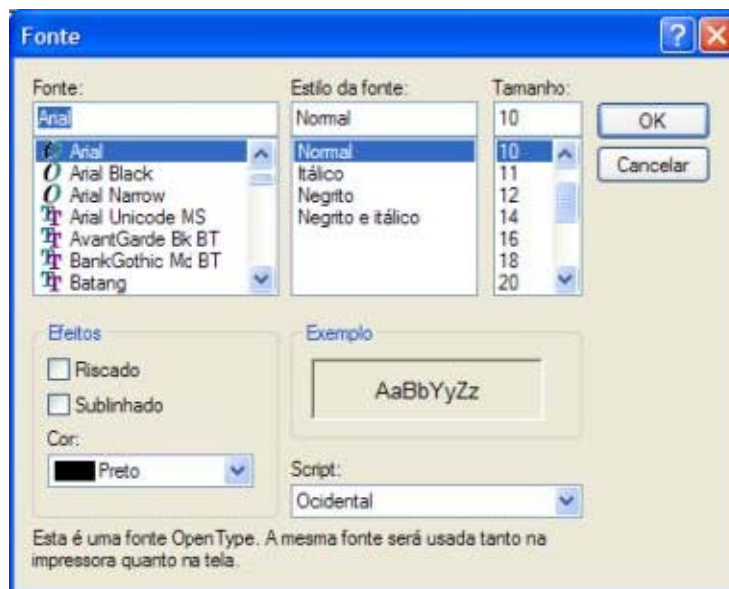 Fonte
Fonte:
Arial
Arial
Arial Black
Arial Narrow
Arial Unicode MS
AvantGarde Bk BT
BankGothic Md BT
Batang
Estilo da fonte:
Normal
Normal
Itálico
Negrito
Negrito e itálico
Tamanho:
10
10
11
12
14
16
18
20
OK
Cancelar
Efeitos
Riscado
Sublinhado
Cor:
Preto
Exemplo
AaBbYyZz
Script:
Ocidental
Esta é uma fonte OpenType. A mesma fonte será usada tanto na
impressora quanto na tela.